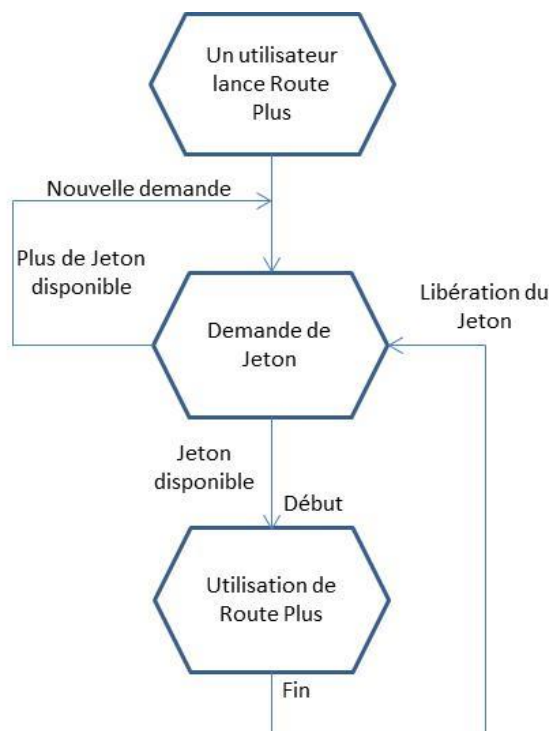 Un utilisateur
lance Route
Plus
Nouvelle demande
Plus de Jeton
disponible
Demande de
Jeton
Libération du
Jeton
Jeton
disponible
Début
Utilisation de
Route Plus
Fin